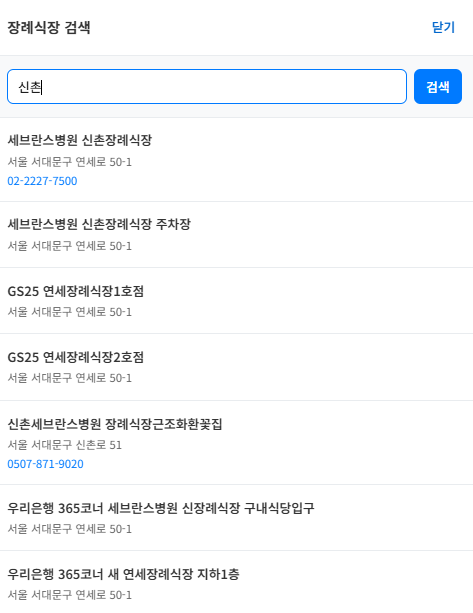 장례식장 검색
닫기
신촌
검색
세브란스병원 신촌장례식장
서울 서대문구 연세로 50-1
02-2227-7500
세브란스병원 신촌장례식장 주차장
서울 서대문구 연세로 50-1
GS25 연세장례식장1호점
서울 서대문구 연세로 50-1
GS25 연세장례식장2호점
서울 서대문구 연세로 50-1
신촌세브란스병원 장례식장근조화환꽃집
서울 서대문구 신촌로 51
0507-871-9020
우리은행 365코너 세브란스병원 신장례식장 구내식당입구
서울 서대문구 연세로 50-1
우리은행 365코너 새 연세장례식장 지하1층
서울 서대문구 연세로 50-1